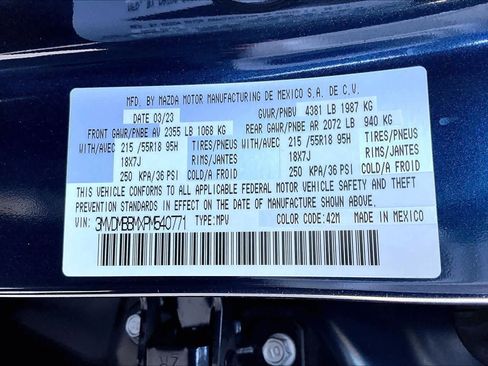 MFD. BY MAZDA MOTOR MANUFACTURING DE MEXICO S.A. DE C.V.
DATE 03/23 GVWR/PNBV 4381 LB 1987 KG
FRONT GAWR/PNBE AV 2355 LB 1068 KG REAR GAWR/PNBE AR 2072 LB 940 KG
WITH/AVEC 215 /55R18 95H TIRES/PNEUS WITH/AVEC 215 /55R18 95H TIRES/PNEUS
18X7J RIMS/JANTES 18X7J RIMS/JANTES
250 KPA/36 PSI COLD/A FROID 250 KPA/36 PSI COLD/A FROID
THIS VEHICLE CONFORMS TO ALL APPLICABLE FEDERAL MOTOR VEHICLE SAFETY AND THEFT
PREVENTION STANDARDS IN EFFECT ON THE DATE OF MANUFACTURE SHOWN ABOVE.
VIN: 3MVDMBBMXPM540771 TYPE:MPV COLOR CODE:42M MADE IN MEXICO